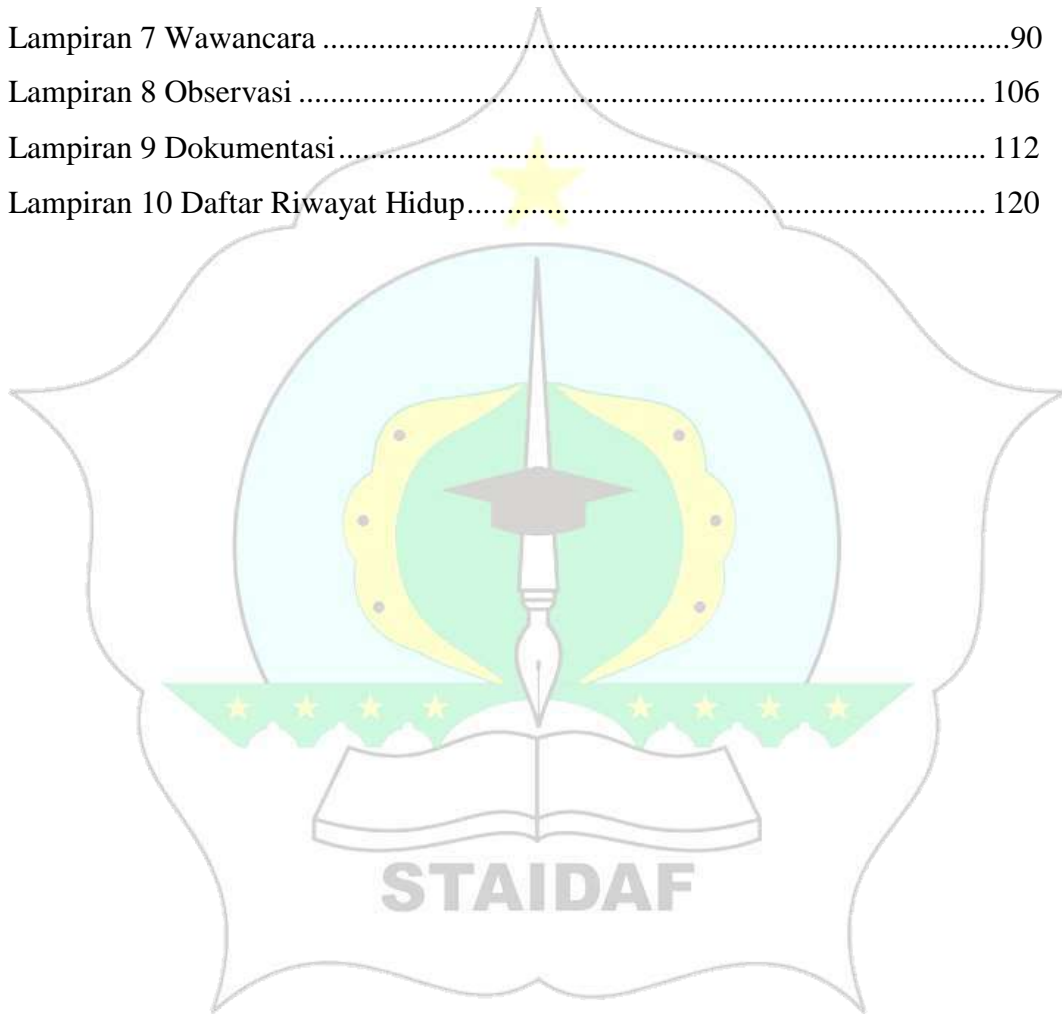 Lampiran 7 Wawancara ..........................................................................................90
Lampiran 8 Observasi .......................................................................................... 106
Lampiran 9 Dokumentasi ..................................................................................... 112
Lampiran 10 Daftar Riwayat Hidup.................................................................... 120
STAIDAF